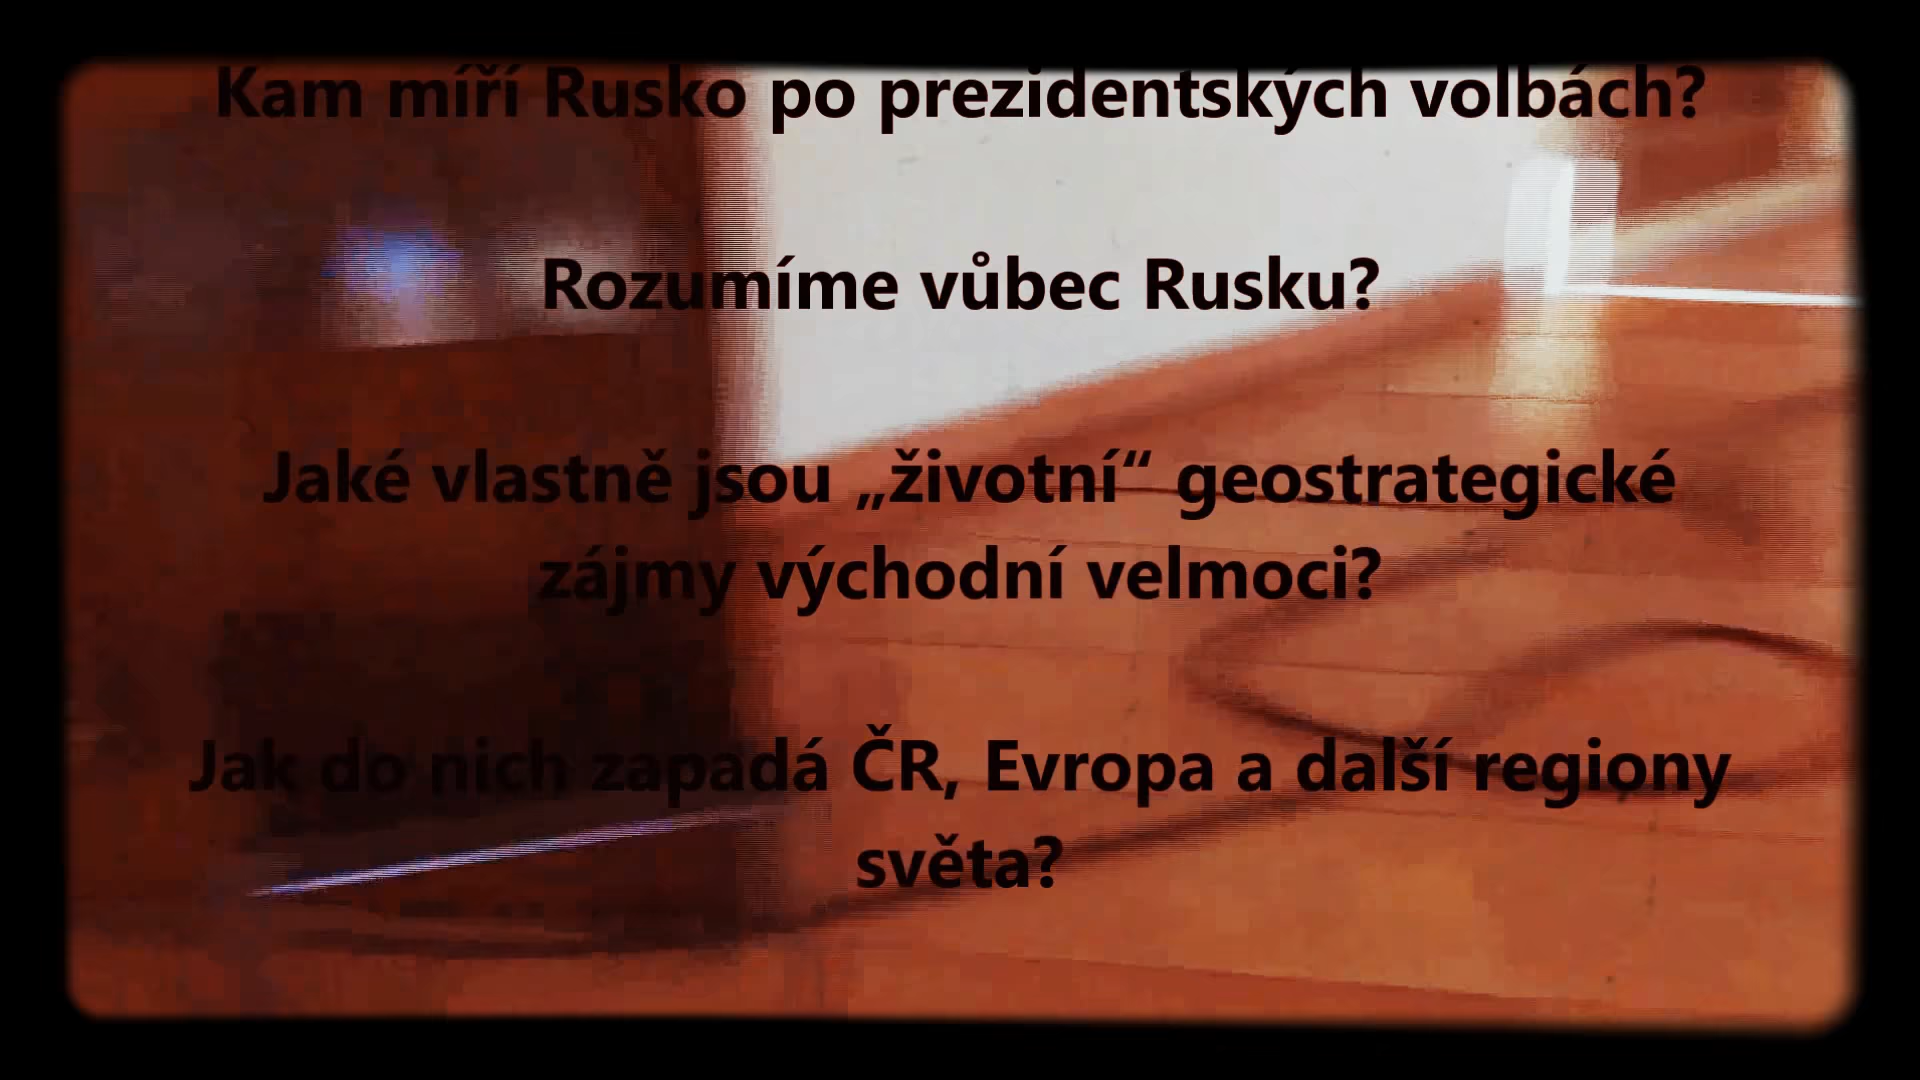 Kam míří Rusko po prezidentských volbách?
Rozumíme vůbec Rusku?
Jaké vlastně jsou „životní“ geostrategické
zájmy východní velmoci?
Jak do nich zapadá ČR, Evropa a další regiony
světa?